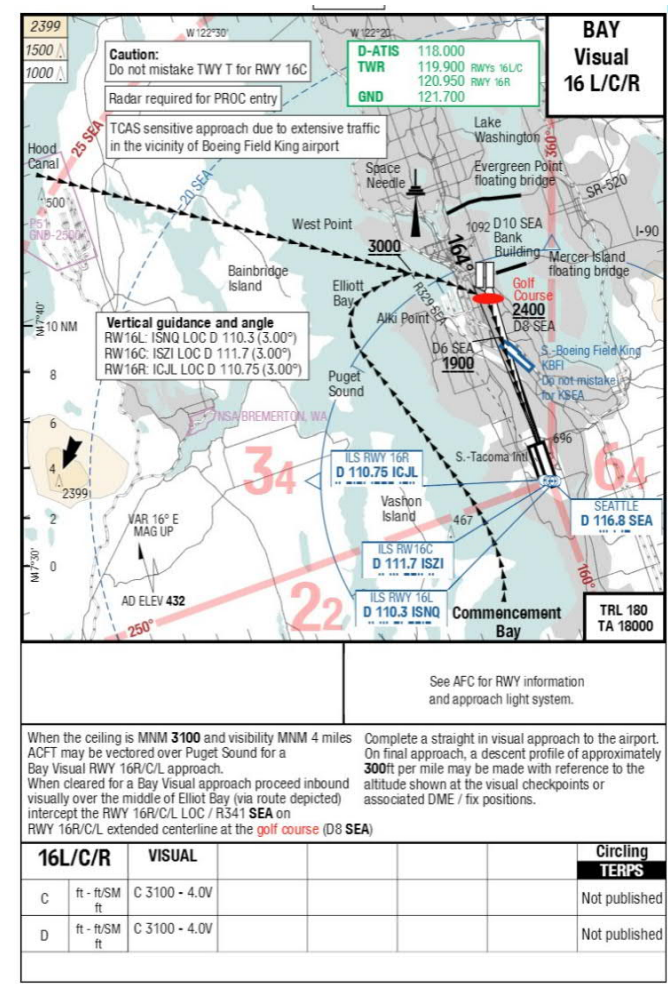 2399
1500
1000
W 122°30'
W 122°20'
Caution:
Do not mistake TWY T for RWY 16C
Radar required for PROC entry
TCAS sensitive approach due to extensive traffic
in the vicinity of Boeing Field King airport
D-ATIS 118.000
TWR 119.900 RWYs 16L/C
120.950 RWY 16R
GND 121.700
BAY
Visual
16 L/C/R
25 SEA
20 SEA
360°
Hood
Canal
500
P51
Lake
Washington
Space
Needle
Evergreen Point
floating bridge
SR-520
I-90
West Point
3000
164°
1092
D10 SEA
Bank
Building
Mercer Island
floating bridge
Bainbridge
Island
Elliott
Bay
R329 SEA
Golf
Course
2400
D8 SEA
Alki Point
D6 SEA
1900
S.-Boeing Field King
KBFI
Do not mistake
for KSEA
N47°40'
10 NM
8
6
4
2
0
N47°30'
Vertical guidance and angle
RW16L: ISNQ LOC D 110.3 (3.00°)
RW16C: ISZI LOC D 111.7 (3.00°)
RW16R: ICJL LOC D 110.75 (3.00°)
Puget
Sound
NSA BREMERTON, WA
34
64
22
2399
ILS RWY 16R
D 110.75 ICJL
S.-Tacoma Intl
696
SEATTLE
D 116.8 SEA
Vashon
Island
467
VAR 16° E
MAG UP
ILS RW16C
D 111.7 ISZI
ILS RWY 16L
D 110.3 ISNQ
AD ELEV 432
250°
160°
Commencement
Bay
TRL 180
TA 18000
See AFC for RWY information
and approach light system.
When the ceiling is MNM 3100 and visibility MNM 4 miles
ACFT may be vectored over Puget Sound for a
Bay Visual RWY 16R/C/L approach.
When cleared for a Bay Visual approach proceed inbound
visually over the middle of Elliot Bay (via route depicted)
intercept the RWY 16R/C/L LOC / R341 SEA on
RWY 16R/C/L extended centerline at the golf course (D8 SEA)
Complete a straight in visual approach to the airport.
On final approach, a descent profile of approximately
300ft per mile may be made with reference to the
altitude shown at the visual checkpoints or
associated DME / fix positions.
16L/C/R VISUAL Circling
TERPS
C ft - ft/SM
ft C 3100 - 4.0V Not published
D ft - ft/SM
ft C 3100 - 4.0V Not published